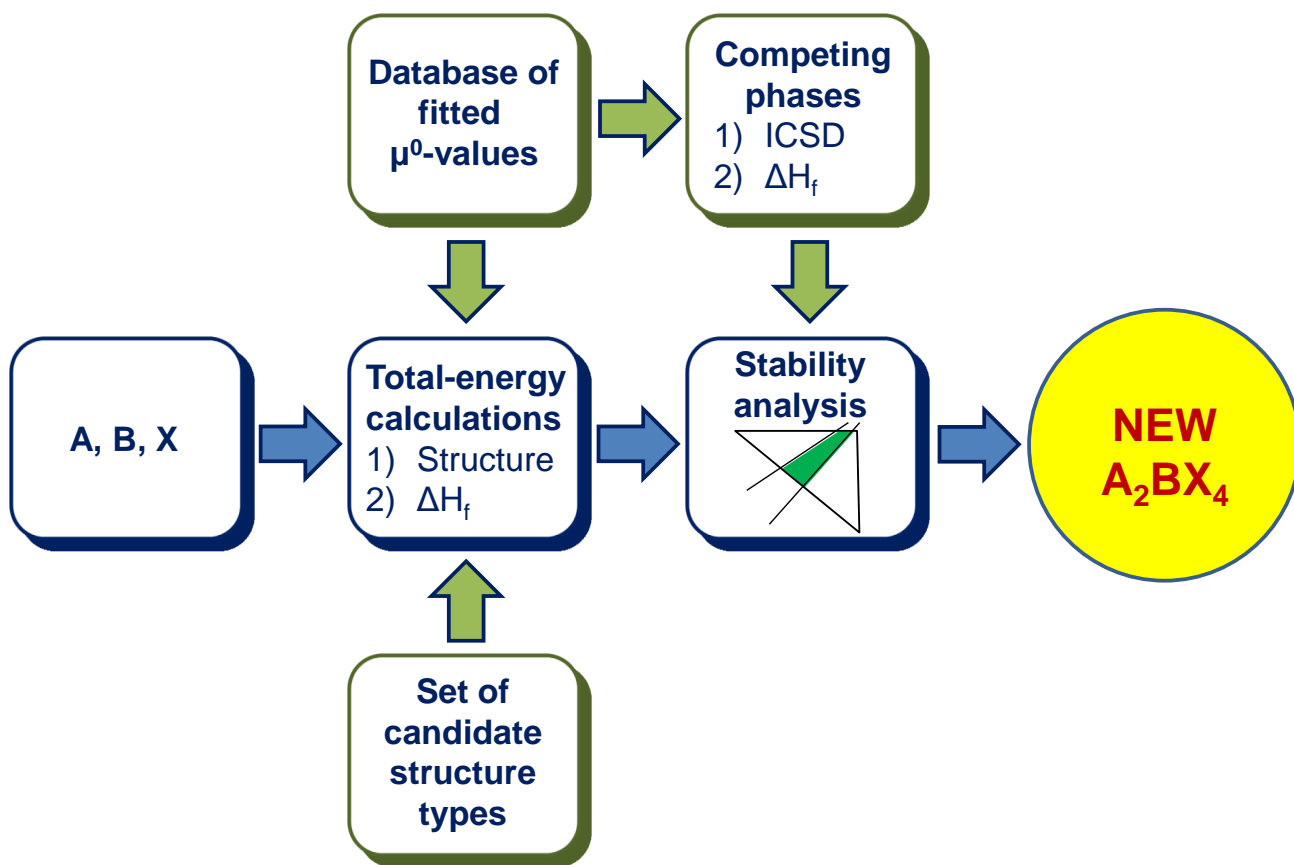 Database of
fitted
μ⁰-values
Competing
phases
1) ICSD
2) ΔH_f
A, B, X
Total-energy
calculations
1) Structure
2) ΔH_f
Stability
analysis
NEW
A₂BX₄
Set of
candidate
structure
types